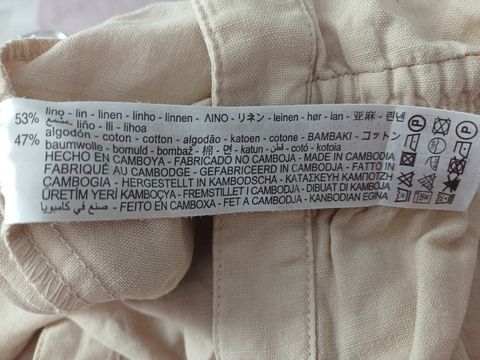 53% lino - lin - linen - linho - linnen - ΛΙΝΟ - リネン - leinen - hør - lan - 亚麻 - 린넨
- liño - lli - lihoa
47% algodón - coton - cotton - algodão - katoen - cotone - ΒΑΜΒΑΚΙ - コットン
baumwolle - bomuld - bombaž - 棉 - 면 - katun - قطن - cotó - kotoia
HECHO EN CAMBOYA - FABRICADO NO CAMBOJA - MADE IN CAMBODIA
FABRIQUÉ AU CAMBODGE - GEFABRICEERD IN CAMBODJA - FATTO IN
CAMBOGIA - HERGESTELLT IN KAMBODSCHA - ΚΑΤΑΣΚΕΥΗ ΚΑΜΠΟΤΖΗ
ÜRETİM YERİ KAMBOÇYA - FREMSTILLET I CAMBODJA - DIBUAT DI KAMBOJA
صنع في كامبوديا - FEITO EN CAMBOXA - FET A CAMBODJA - KANBODIAN EGINA